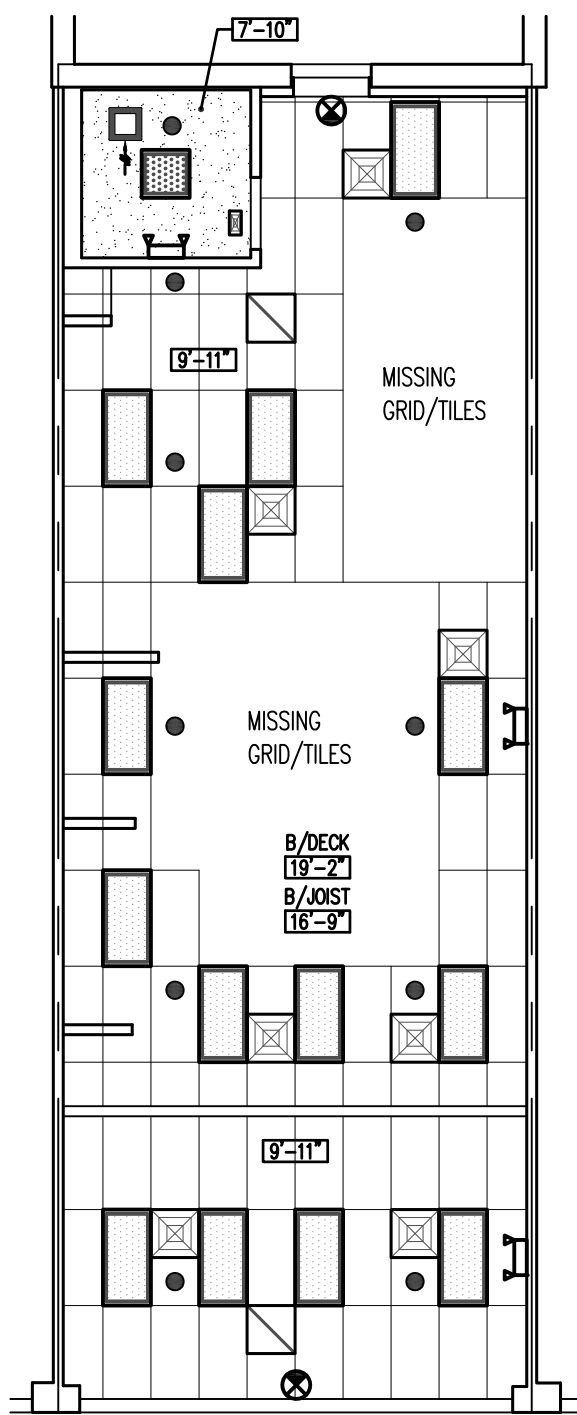 7'-10"
9'-11"
MISSING
GRID/TILES
MISSING
GRID/TILES
B/DECK
19'-2"
B/JOIST
16'-9"
9'-11"